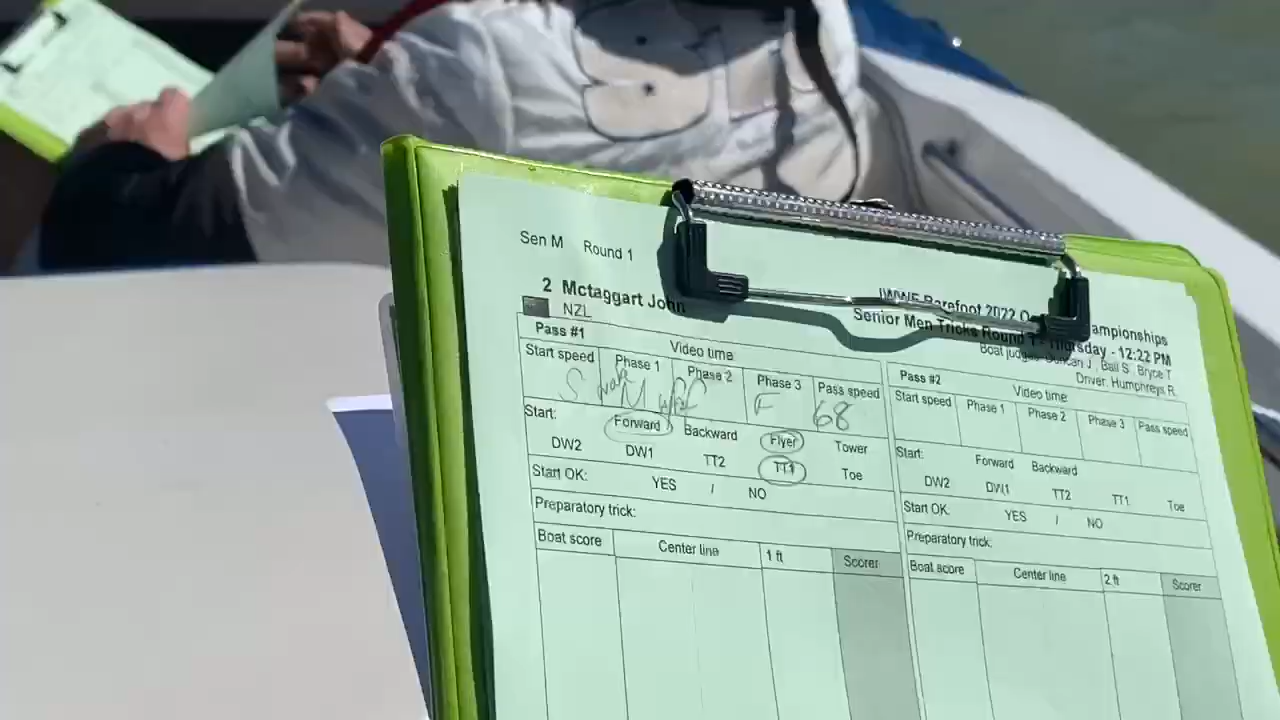 Sen M Round 1
2 Mctaggart John
NZL
IWWF Barefoot 2022 ampionships
Senior Men Tricks Round 1 - Thursday - 12:22 PM
Boat judges: Duncan J , Ball S , Bryce T
Driver: Humphreys R.
Pass #1 Video time
Start speed Phase 1 Phase 2 Phase 3 Pass speed
S M F 68
Start: Forward Backward Flyer Tower
DW2 DW1 TT2 TT1 Toe
Start OK: YES / NO
Preparatory trick:
Boat score Center line 1 ft Scorer
Pass #2 Video time
Start speed Phase 1 Phase 2 Phase 3 Pass speed
Start: Forward Backward
DW2 DW1 TT2 TT1 Toe
Start OK: YES / NO
Preparatory trick:
Boat score Center line 2 ft Scorer